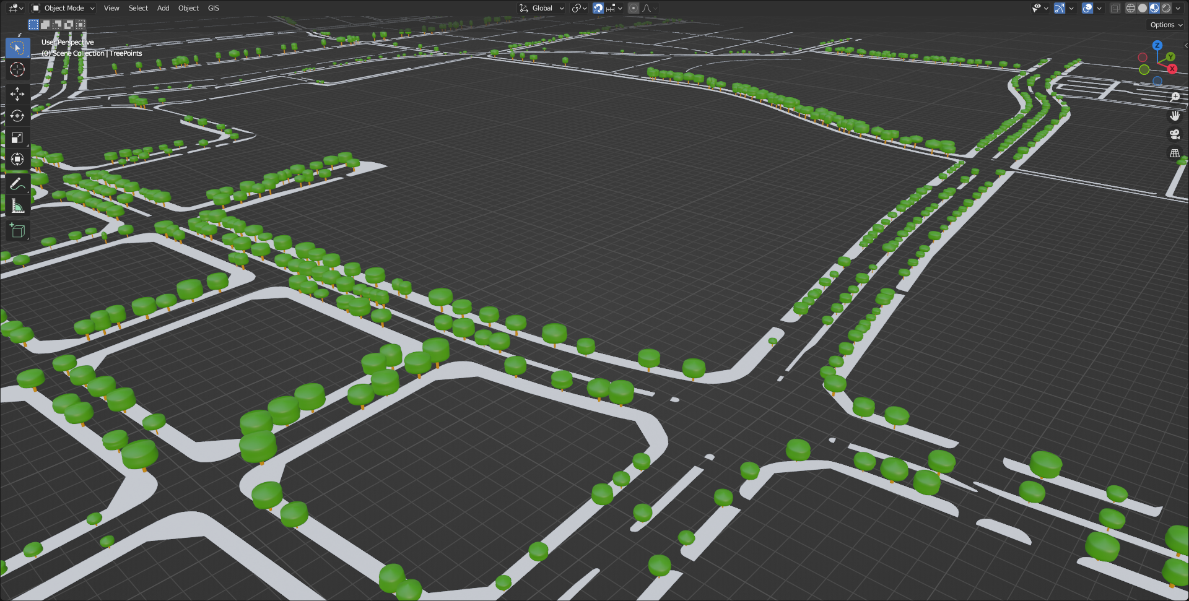 Object Mode View Select Add Object GIS Global
Options
User Perspective
(0) Scene Collection | TreePoints
Z
Y
X